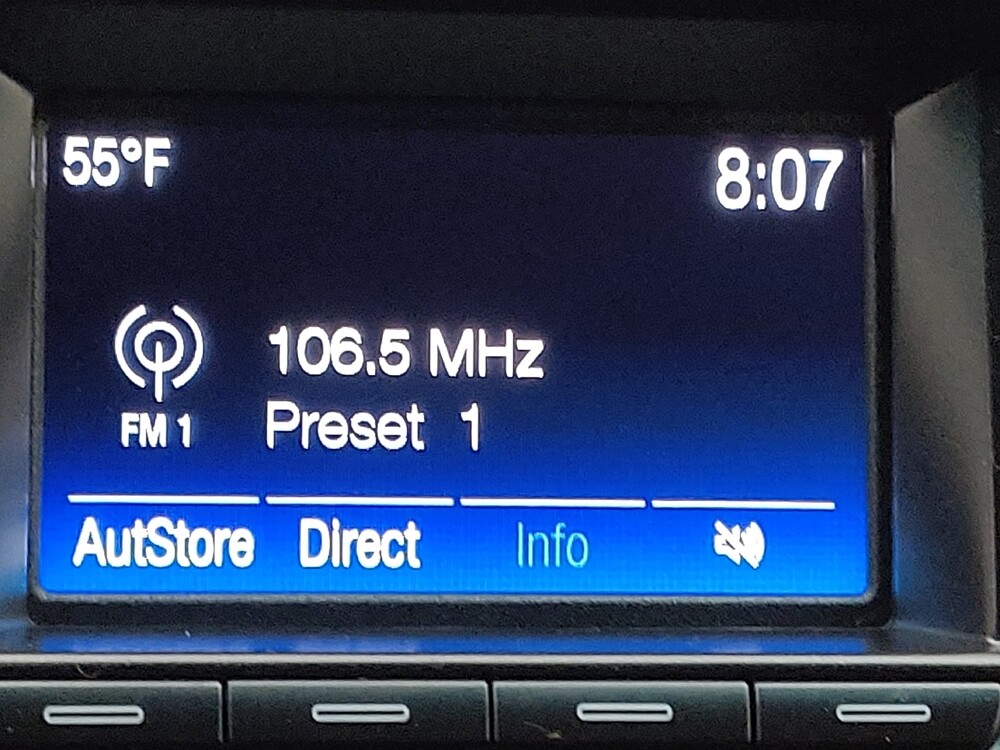 55°F
8:07
106.5 MHz
FM 1
Preset 1
AutStore Direct Info